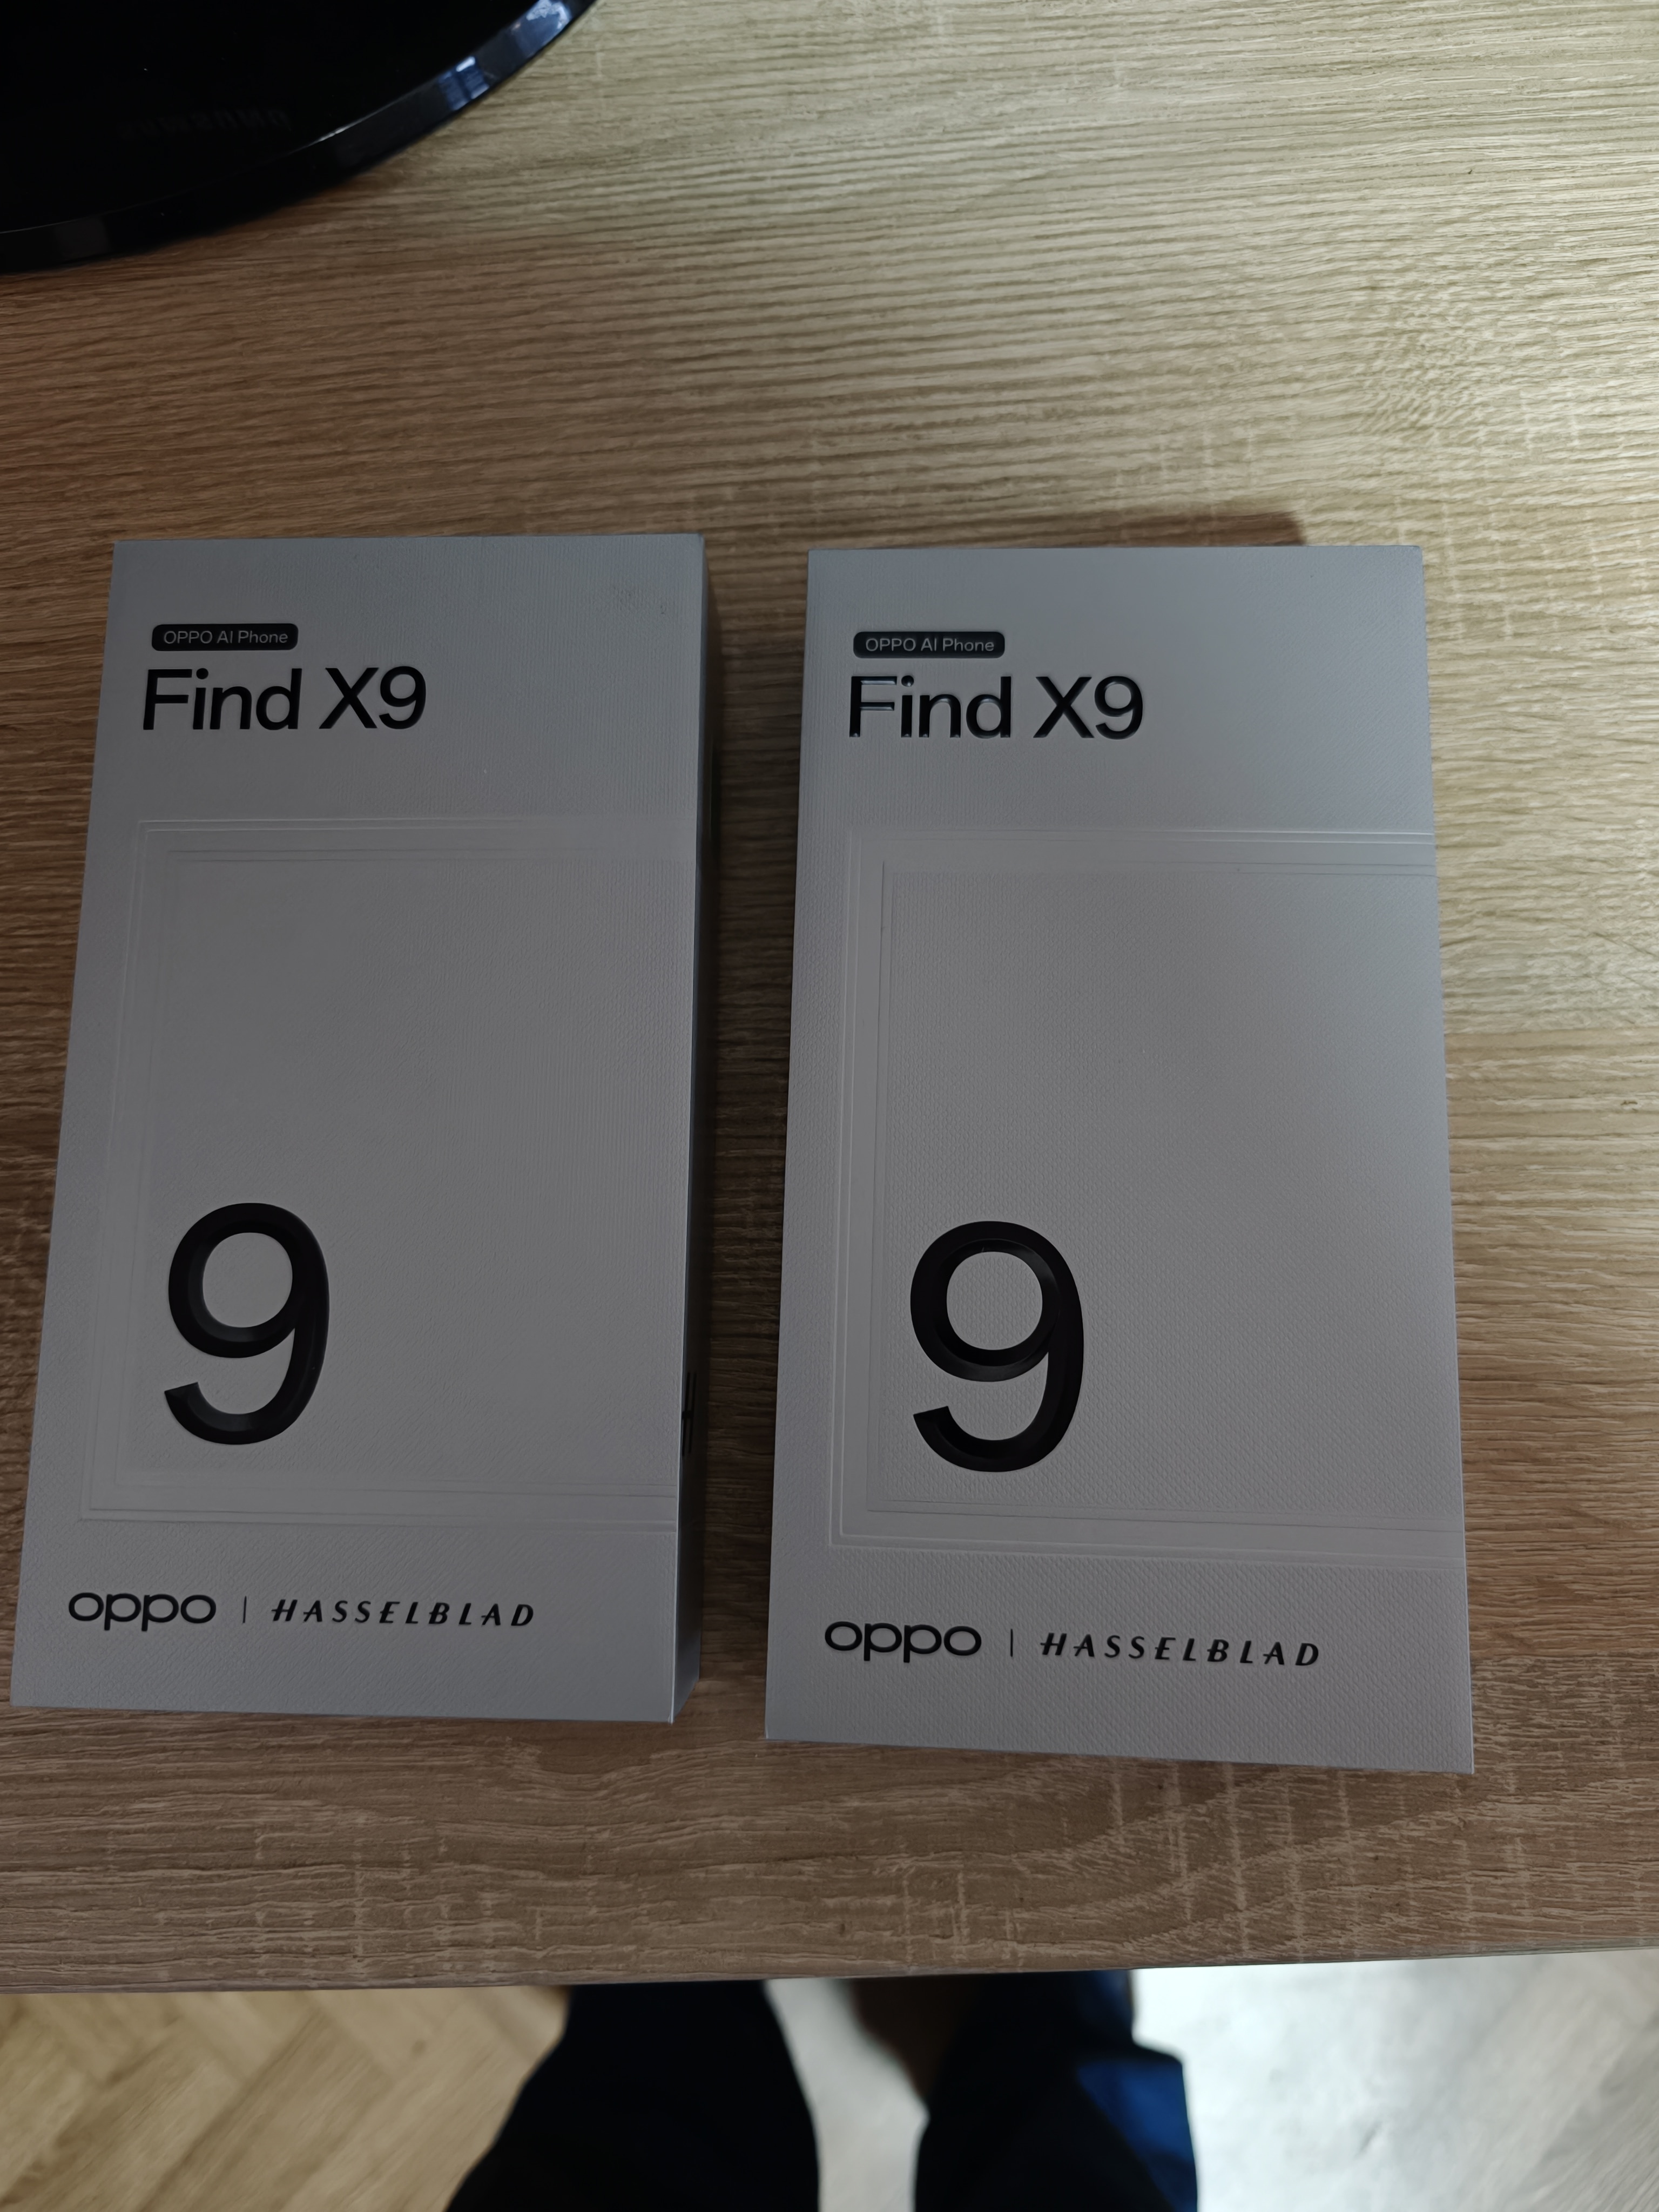 OPPO AI Phone
Find X9
9
oppo | HASSELBLAD
OPPO AI Phone
Find X9
9
oppo | HASSELBLAD